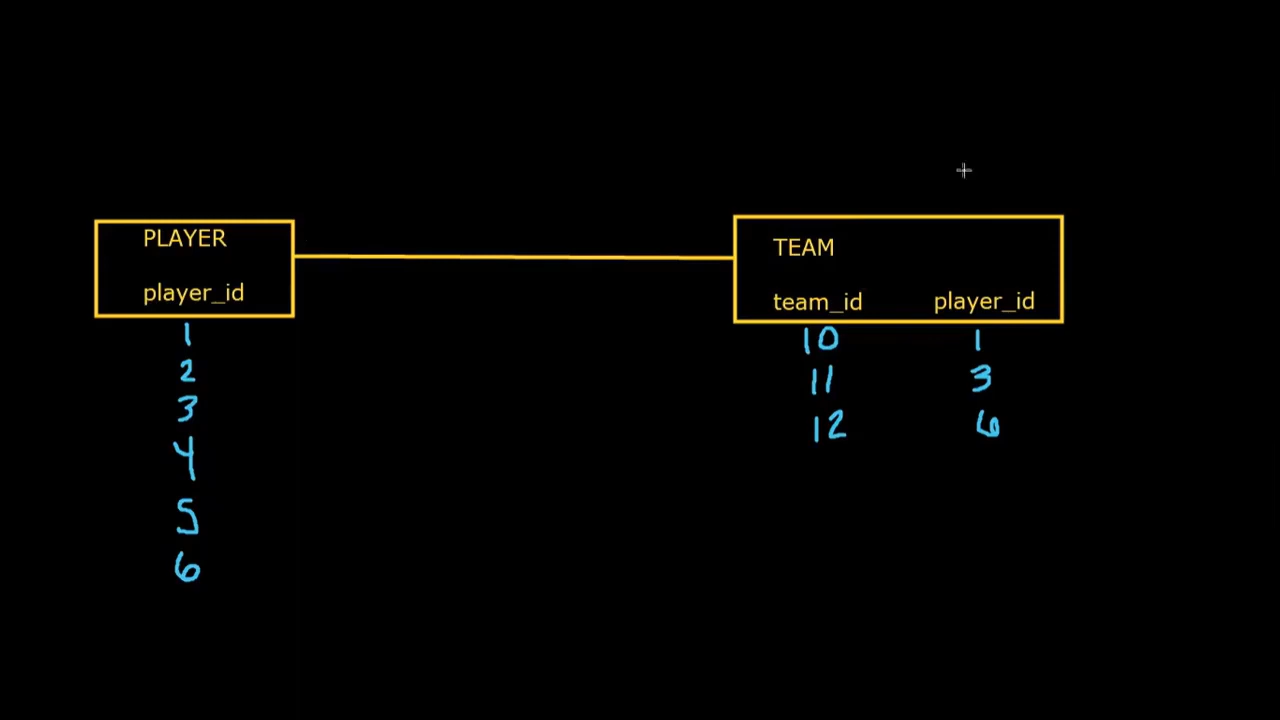 PLAYER
player_id
1
2
3
4
5
6
TEAM
team_id player_id
10 1
11 3
12 6